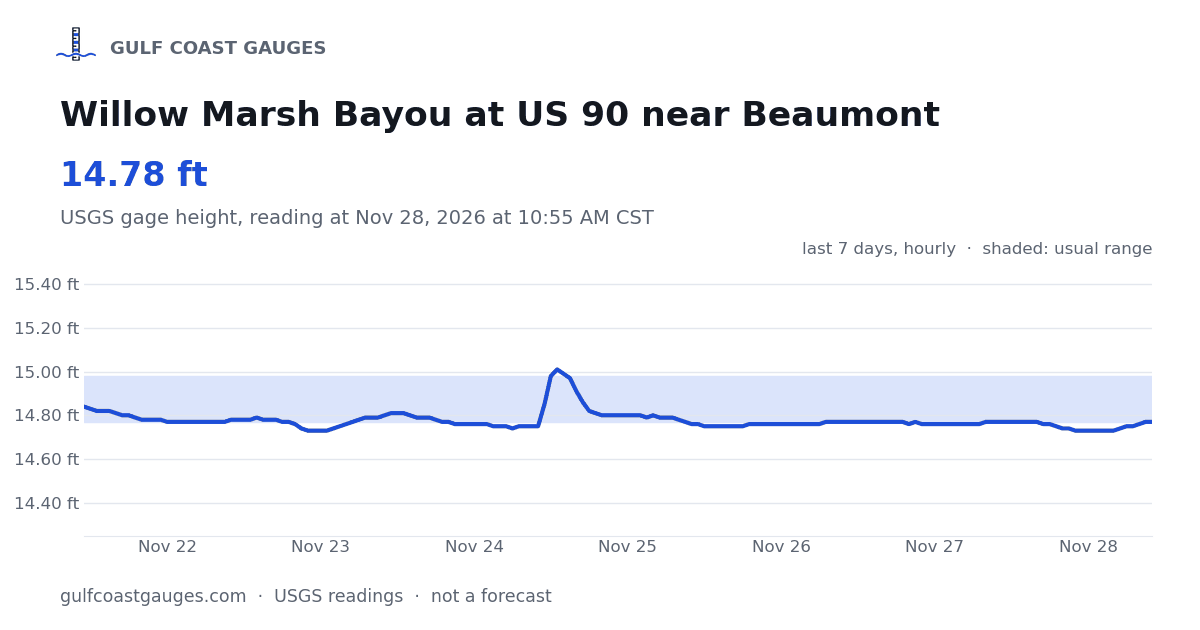 GULF COAST GAUGES
Willow Marsh Bayou at US 90 near Beaumont
14.78 ft
USGS gage height, reading at Nov 28, 2026 at 10:55 AM CST
last 7 days, hourly · shaded: usual range
15.40 ft
15.20 ft
15.00 ft
14.80 ft
14.60 ft
14.40 ft
Nov 22 Nov 23 Nov 24 Nov 25 Nov 26 Nov 27 Nov 28
gulfcoastgauges.com · USGS readings · not a forecast